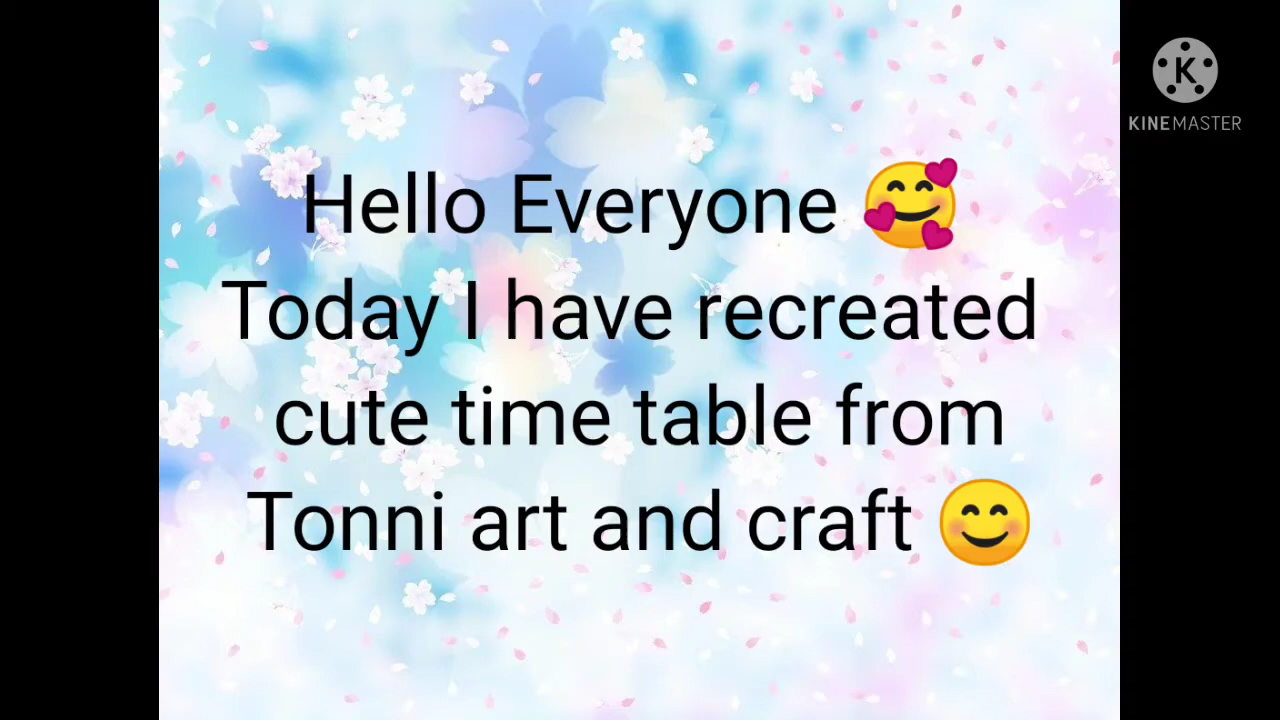 Hello Everyone 🥰
Today I have recreated
cute time table from
Tonni art and craft 😊
K
KINEMASTER